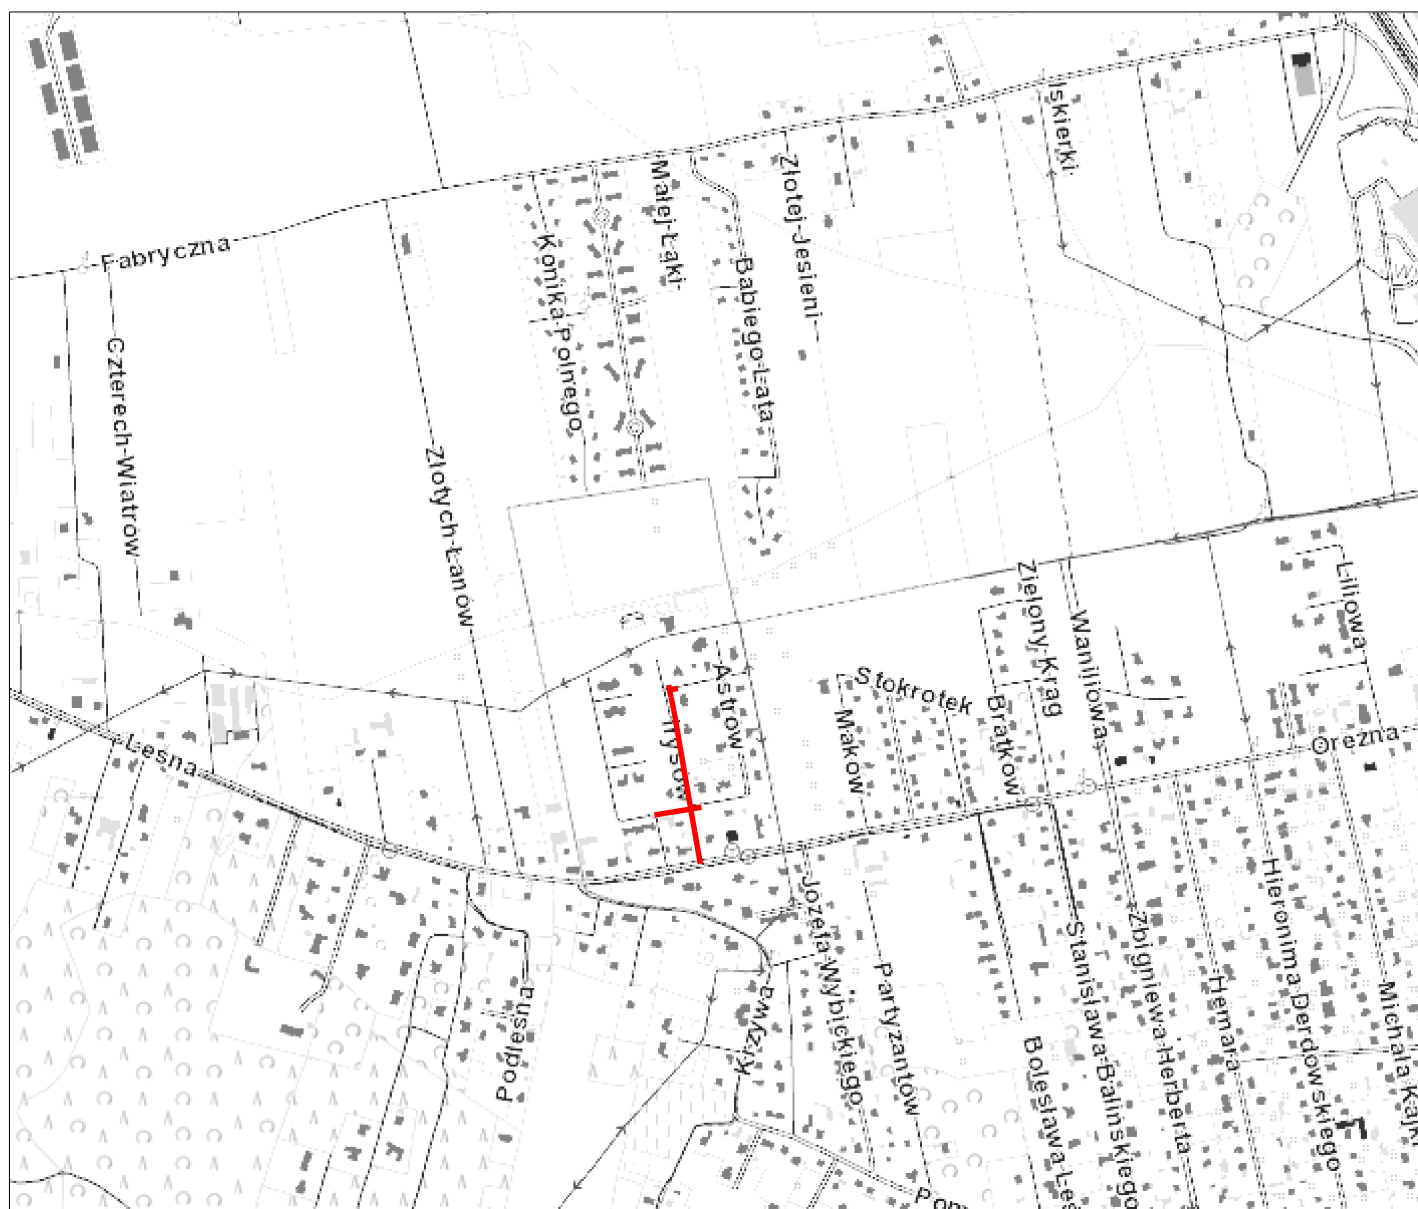 Iskierki
Małej Łąki
Złotej Jesieni
Fabryczna
Konika Polnego
Babiego Lata
Czterech Wiatrów
Złotych Łanów
Zielony Krąg
Liliowa
Waniliowa
Astrów
Irysów
Stokrotek
Maków
Bratków
Orężna
Leśna
Józefa Wybickiego
Hieronima Derdowskiego
Zbigniewa Herberta
Stanisława Balińskiego
Partyzantów
Hemara
Michała Kajki
Podleśna
Krzywa
Bolesława Leś